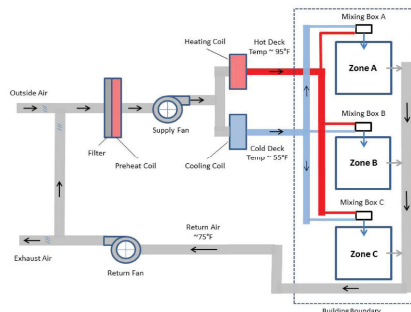 Mixing Box A
Heating Coil
Hot Deck
Temp ~ 95°F
Zone A
Outside Air
Mixing Box B
Supply Fan
Filter
Preheat Coil
Cooling Coil
Cold Deck
Temp ~ 55°F
Zone B
Mixing Box C
Return Air
~75°F
Zone C
Exhaust Air
Return Fan
Building Boundary